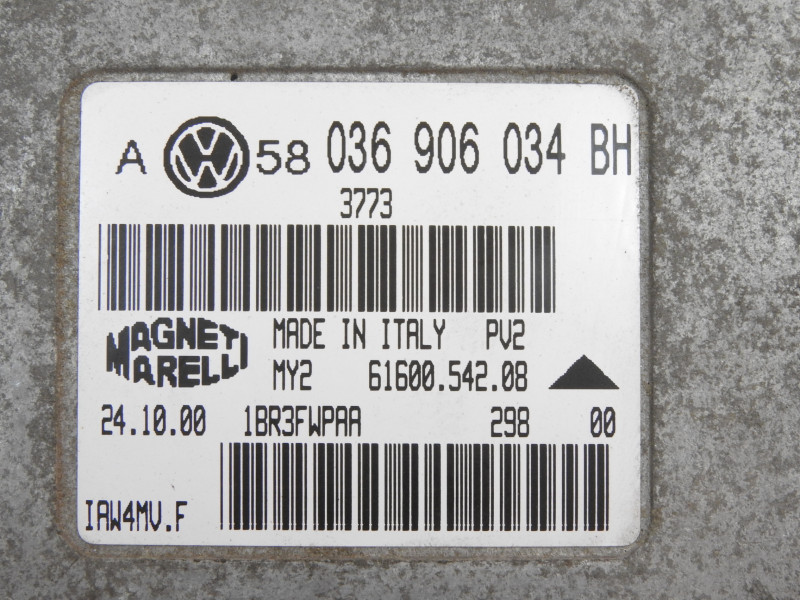 A VW 58 036 906 034 BH
3773
MAGNETI MARELLI
MADE IN ITALY PV2
MY2 61600.542.08
24.10.00 1BR3FWPAA 298 00
IAW4MV.F